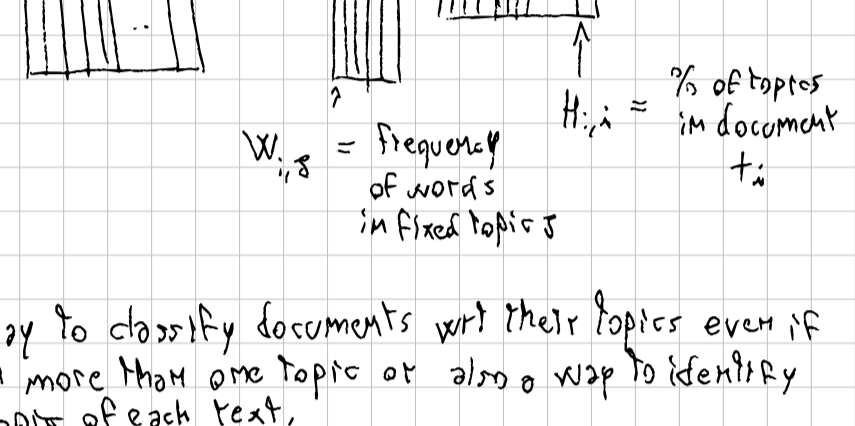 H:,i = % of topics
in document
ti
W:,s = frequency
of words
in fixed topic s
ay to classify documents wrt their topics even if
more than one topic or also a way to identify
of each text.